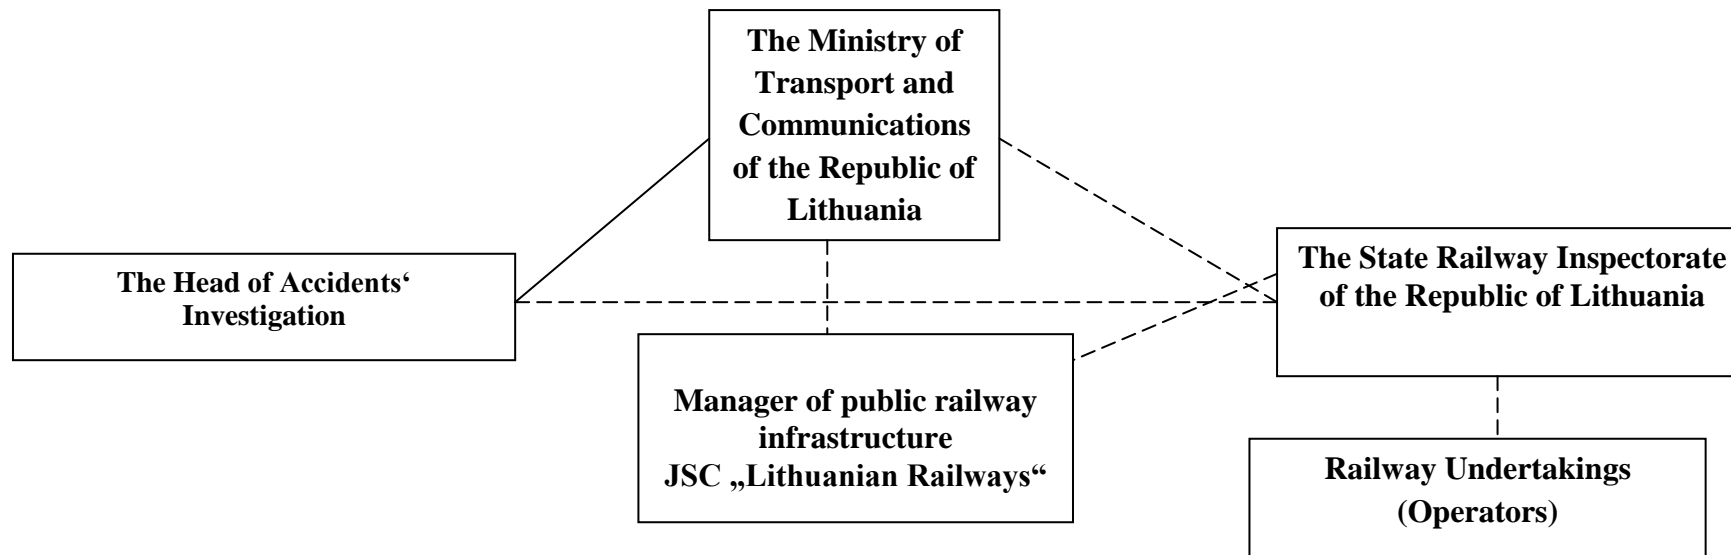 The Ministry of
Transport and
Communications
of the Republic of
Lithuania
The Head of Accidents‘
Investigation
The State Railway Inspectorate
of the Republic of Lithuania
Manager of public railway
infrastructure
JSC „Lithuanian Railways“
Railway Undertakings
(Operators)